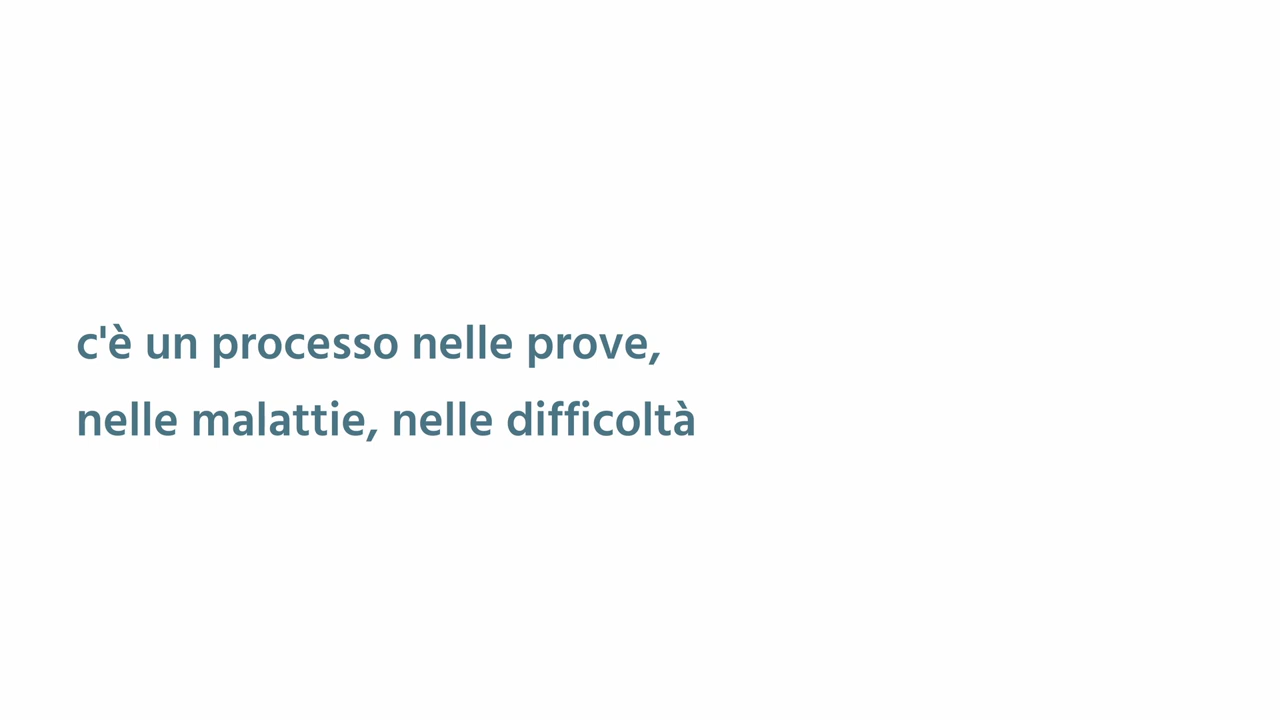 c'è un processo nelle prove,
nelle malattie, nelle difficoltà